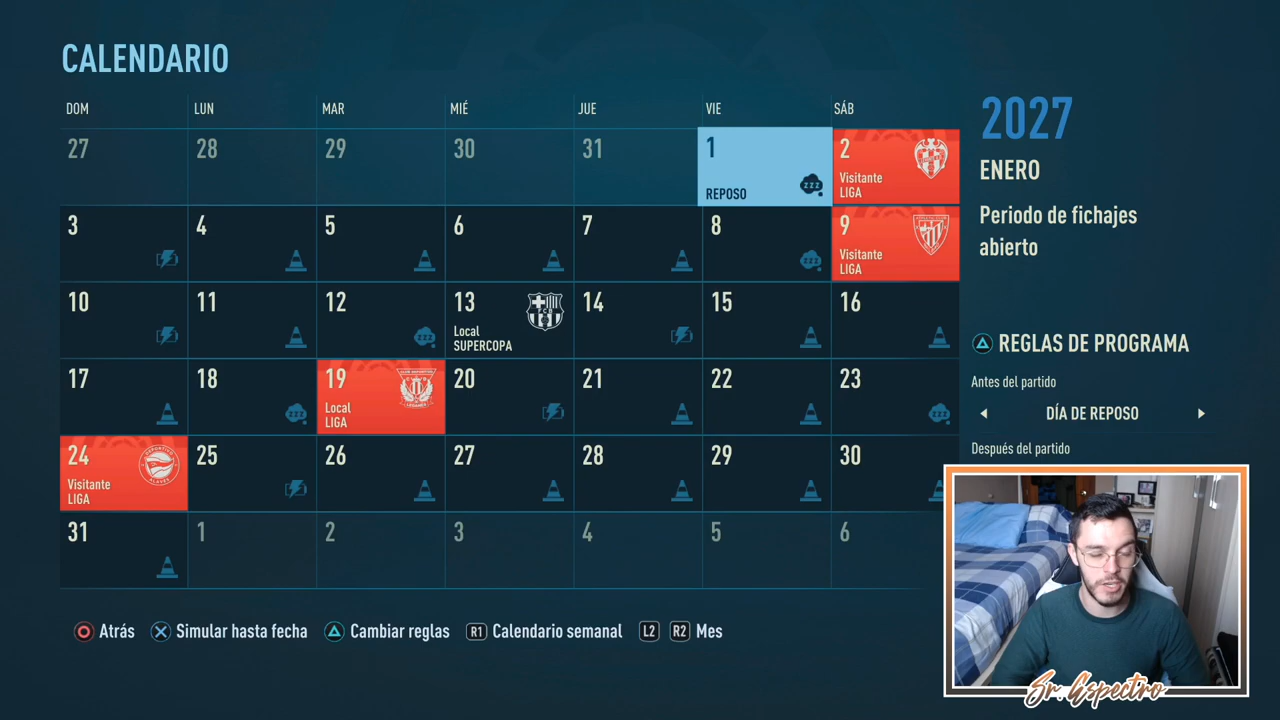 CALENDARIO
DOM LUN MAR MIÉ JUE VIE SÁB
27 28 29 30 31 1 2
REPOSO
Visitante
LIGA
3 4 5 6 7 8 9
Visitante
LIGA
10 11 12 13 14 15 16
Local
SUPERCOPA
17 18 19 20 21 22 23
Local
LIGA
24 25 26 27 28 29 30
Visitante
LIGA
31 1 2 3 4 5 6
2027
ENERO
Periodo de fichajes
abierto
REGLAS DE PROGRAMA
Antes del partido
DÍA DE REPOSO
Después del partido
Atrás Simular hasta fecha Cambiar reglas R1 Calendario semanal L2 R2 Mes
Sr. Aspectro